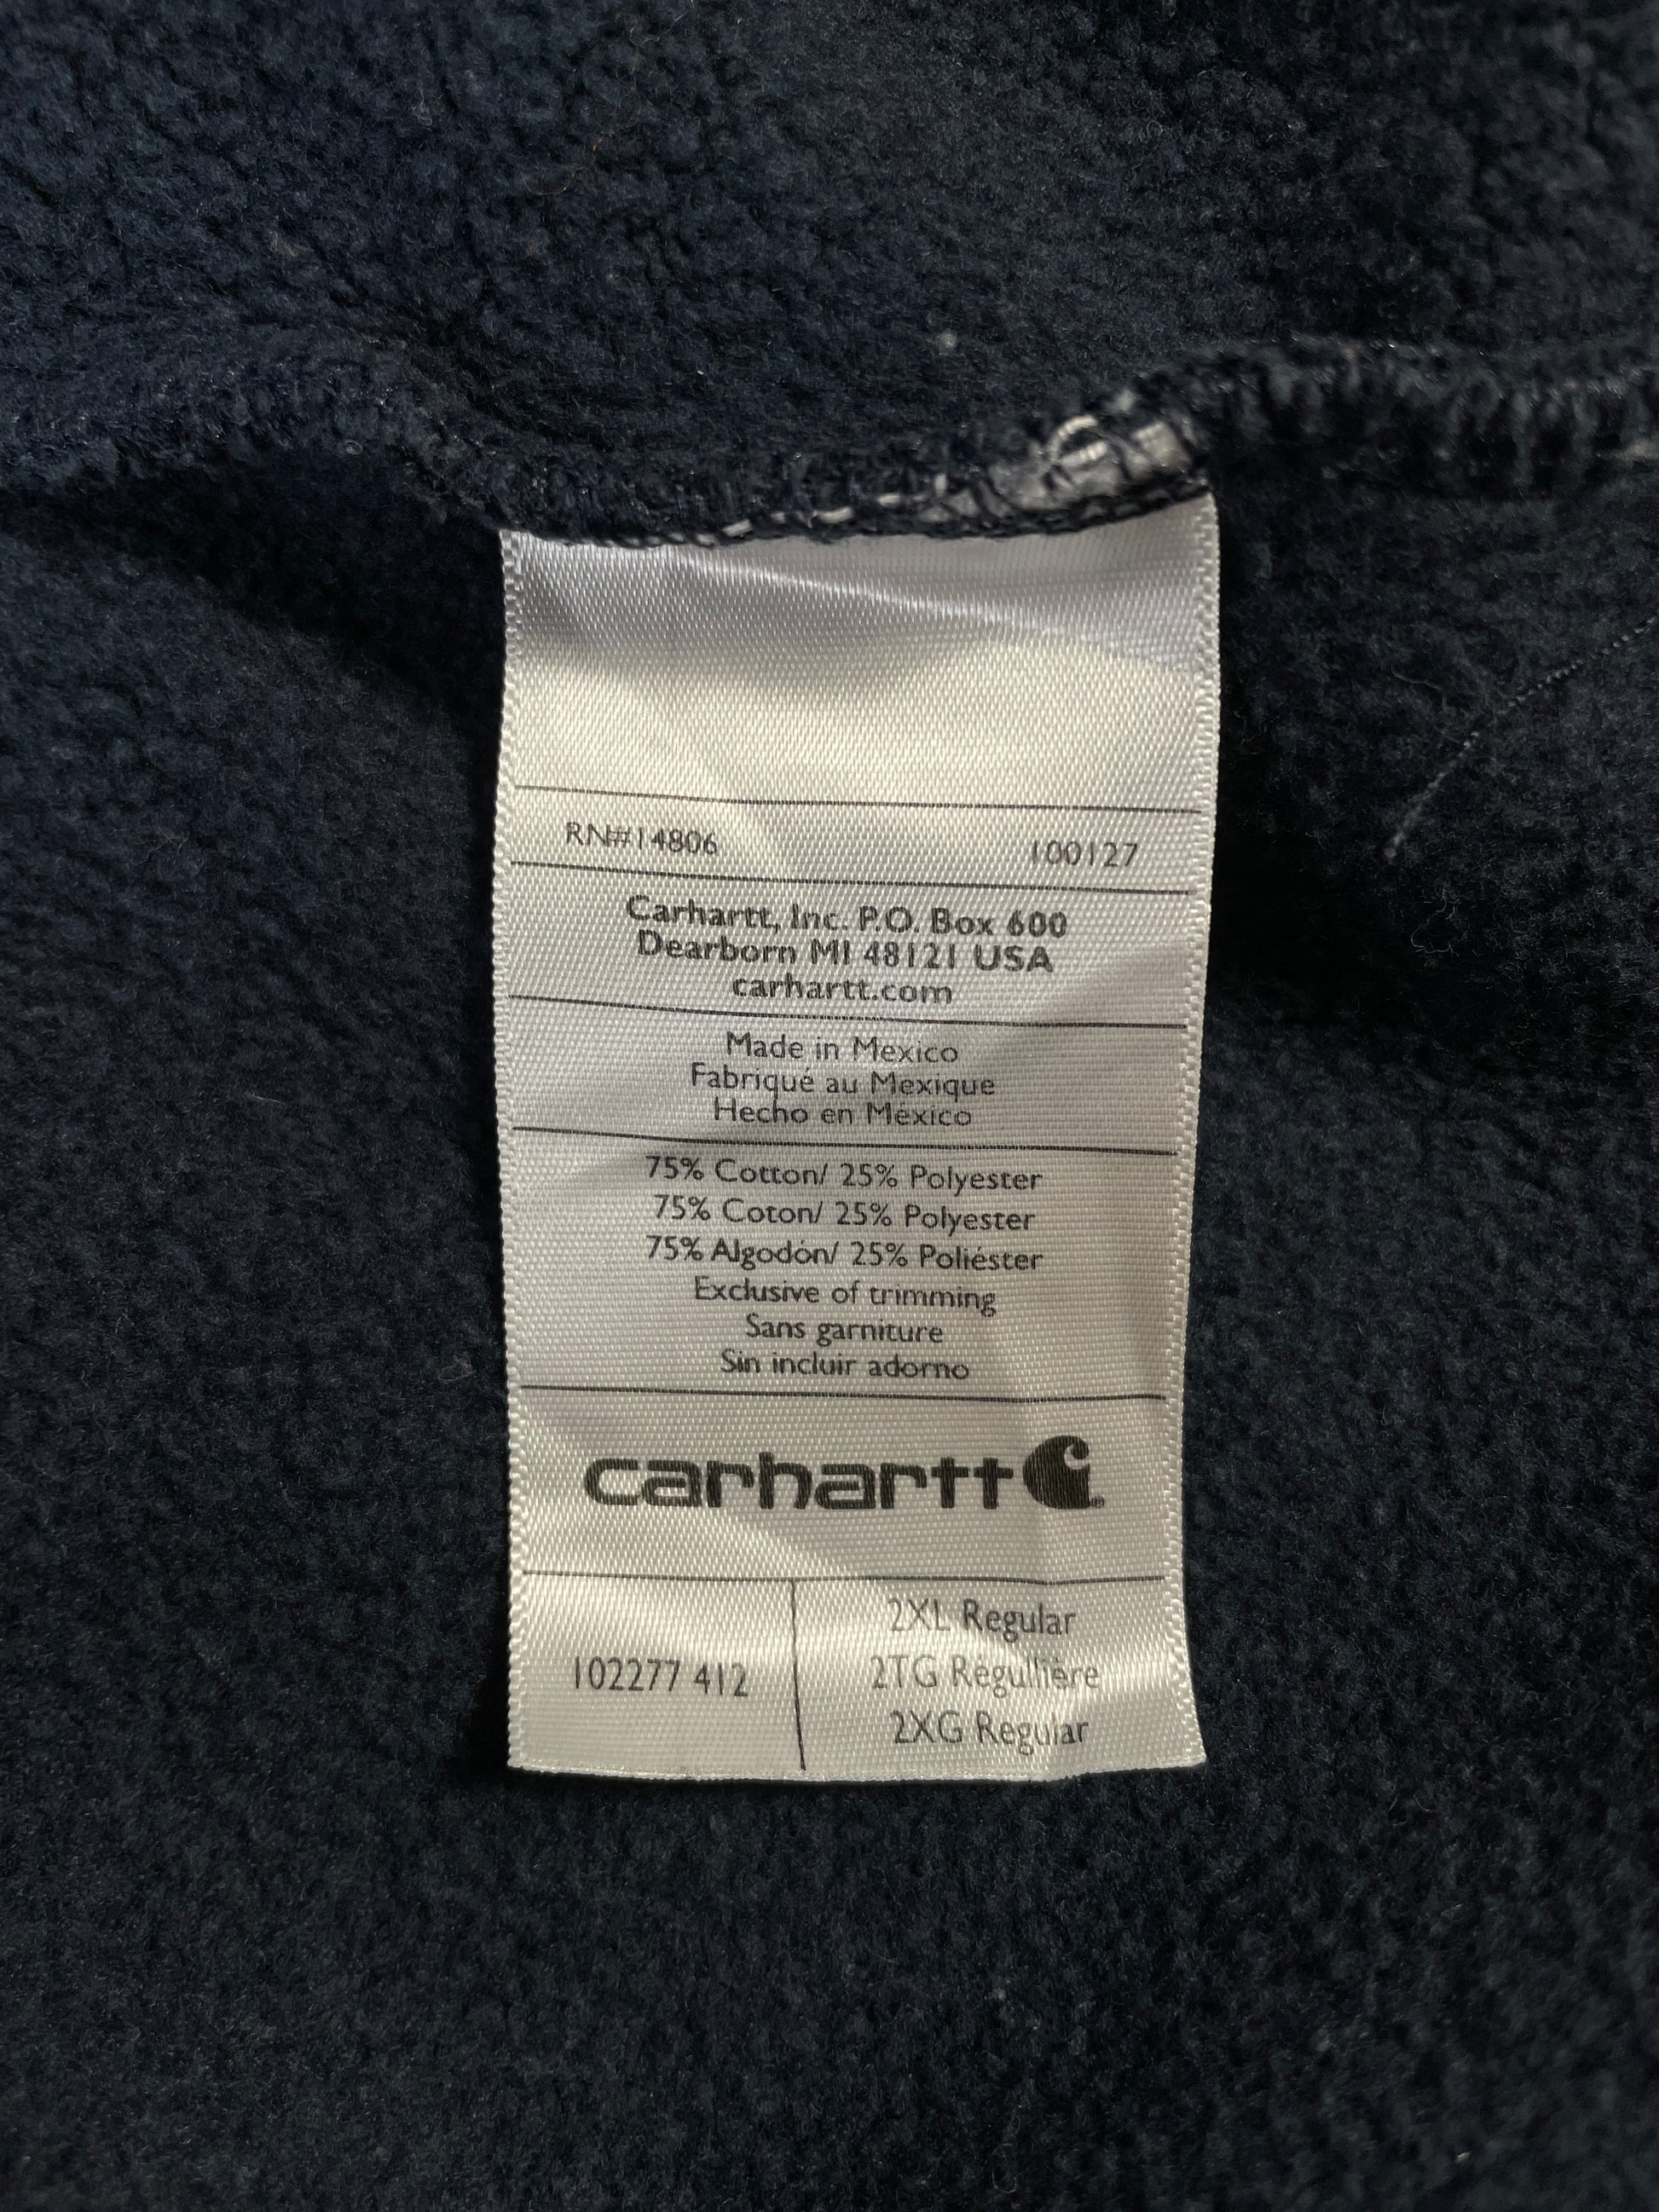 RN#14806 100127
Carhartt, Inc. P.O. Box 600
Dearborn MI 48121 USA
carhartt.com
Made in Mexico
Fabriqué au Mexique
Hecho en Mexico
75% Cotton/ 25% Polyester
75% Coton/ 25% Polyester
75% Algodón/ 25% Poliéster
Exclusive of trimming
Sans garniture
Sin incluir adorno
carhartt
102277 412
2XL Regular
2TG Régullière
2XG Regular